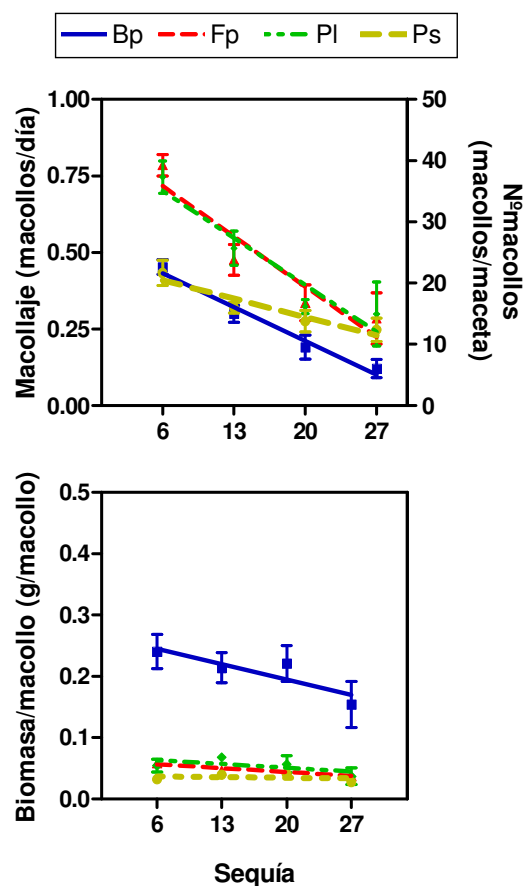 Bp Fp Pl Ps
Macollaje (macollos/día)
1.00
0.75
0.50
0.25
0.00
50
40
30
20
10
0
Nºmacollos
(macollos/maceta)
6 13 20 27
Biomasa/macollo (g/macollo)
0.5
0.4
0.3
0.2
0.1
0.0
6 13 20 27
Sequía